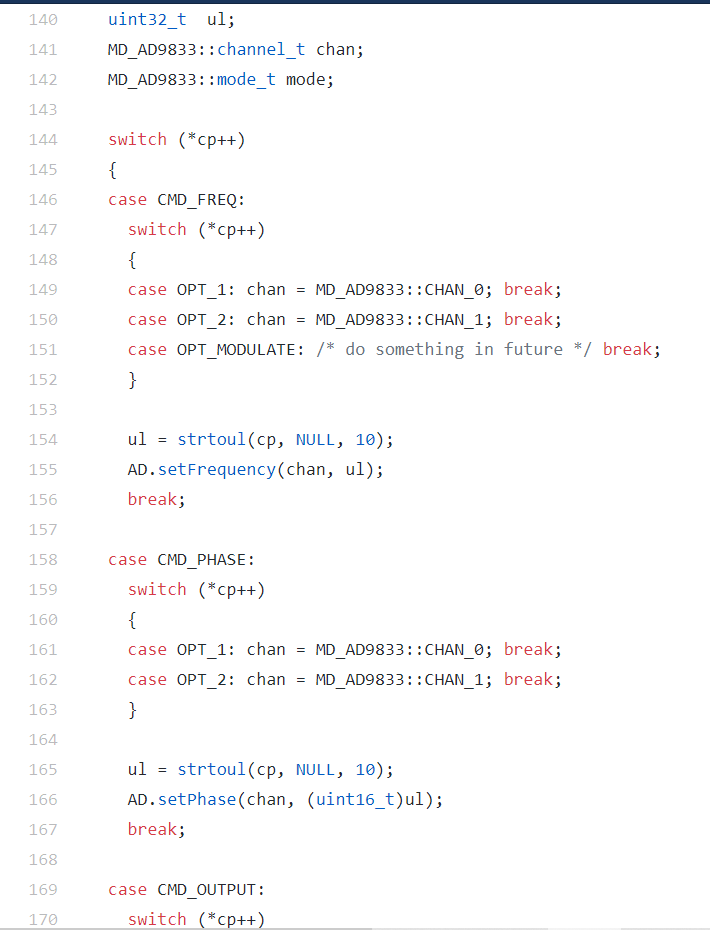 140 uint32_t ul;
141 MD_AD9833::channel_t chan;
142 MD_AD9833::mode_t mode;
143
144 switch (*cp++)
145 {
146 case CMD_FREQ:
147 switch (*cp++)
148 {
149 case OPT_1: chan = MD_AD9833::CHAN_0; break;
150 case OPT_2: chan = MD_AD9833::CHAN_1; break;
151 case OPT_MODULATE: /* do something in future */ break;
152 }
153
154 ul = strtoul(cp, NULL, 10);
155 AD.setFrequency(chan, ul);
156 break;
157
158 case CMD_PHASE:
159 switch (*cp++)
160 {
161 case OPT_1: chan = MD_AD9833::CHAN_0; break;
162 case OPT_2: chan = MD_AD9833::CHAN_1; break;
163 }
164
165 ul = strtoul(cp, NULL, 10);
166 AD.setPhase(chan, (uint16_t)ul);
167 break;
168
169 case CMD_OUTPUT:
170 switch (*cp++)